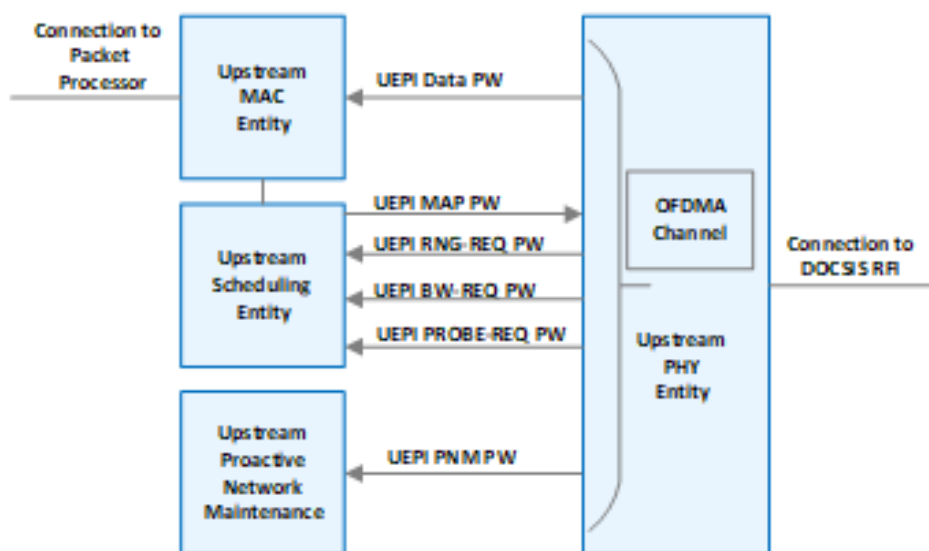 Connection to
Packet
Processor
Upstream
MAC
Entity
UEPI Data PW
UEPI MAP PW
UEPI RNG-REQ PW
UEPI BW-REQ PW
UEPI PROBE-REQ PW
Upstream
Scheduling
Entity
OFDMA
Channel
Connection to
DOCSIS RFI
Upstream
PHY
Entity
Upstream
Proactive
Network
Maintenance
UEPI PNM PW